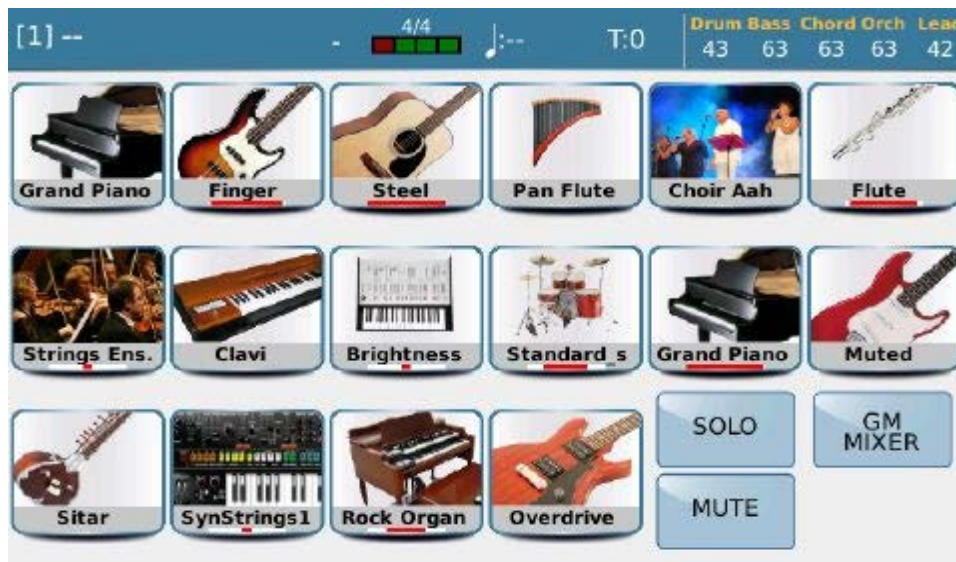 [1] -- - 4/4 ♩:-- T:0 Drum Bass Chord Orch Lead
43 63 63 63 42
Grand Piano Finger Steel Pan Flute Choir Aah Flute
Strings Ens. Clavi Brightness Standard_s Grand Piano Muted
SOLO GM MIXER
MUTE
Sitar SynStrings1 Rock Organ Overdrive